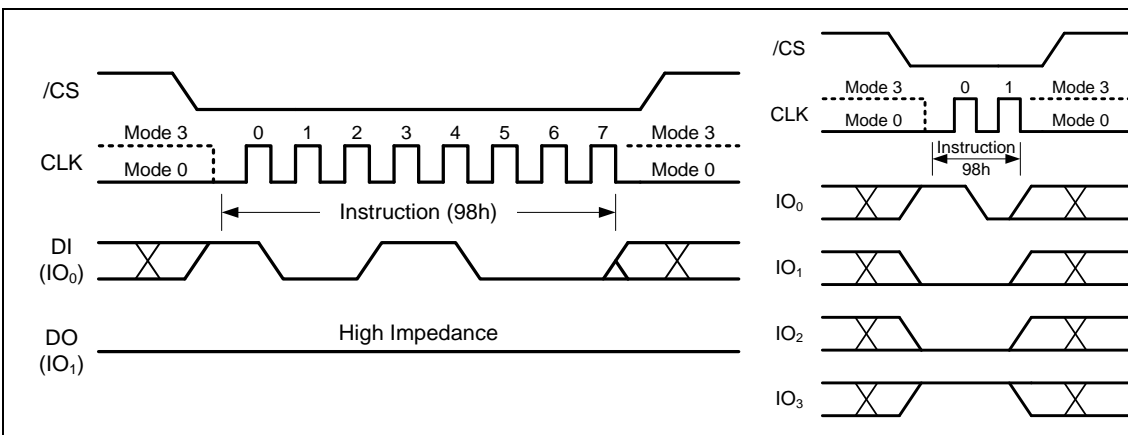 /CS
Mode 3 0 1 2 3 4 5 6 7 Mode 3
CLK
Mode 0 Mode 0
Instruction (98h)
DI
(IO₀)
High Impedance
DO
(IO₁)
/CS
Mode 3 0 1 Mode 3
CLK
Mode 0 Mode 0
Instruction
98h
IO₀
IO₁
IO₂
IO₃